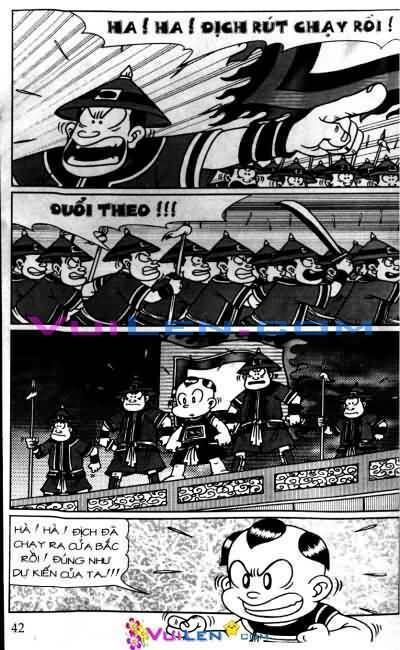 HA! HA! ĐỊCH RÚT CHẠY RỒI!
ĐUỔI THEO!!!
VUILEN.COM
HÀ! HÀ! ĐỊCH ĐÃ
CHẠY RA CỬA BẮC
RỒI! ĐÚNG NHƯ
DỰ KIẾN CỦA TA!!!
42
VUILEN.COM